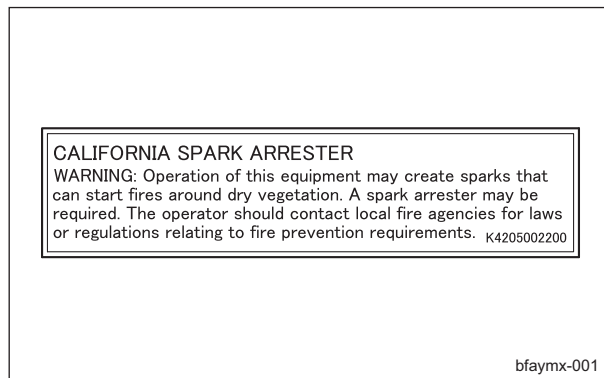 CALIFORNIA SPARK ARRESTER
WARNING: Operation of this equipment may create sparks that
can start fires around dry vegetation. A spark arrester may be
required. The operator should contact local fire agencies for laws
or regulations relating to fire prevention requirements. K4205002200
bfaymx-001